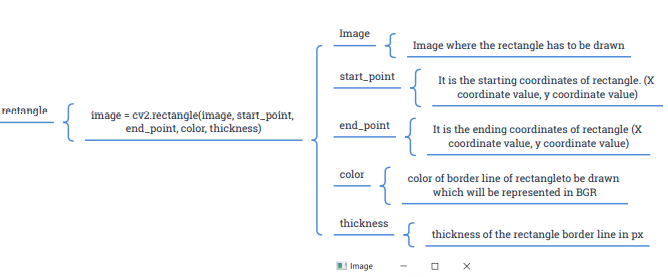 rectangle
image = cv2.rectangle(image, start_point,
end_point, color, thickness)
Image
Image where the rectangle has to be drawn
start_point
It is the starting coordinates of rectangle. (X
coordinate value, y coordinate value)
end_point
It is the ending coordinates of rectangle (X
coordinate value, y coordinate value)
color
color of border line of rectangleto be drawn
which will be represented in BGR
thickness
thickness of the rectangle border line in px
Image